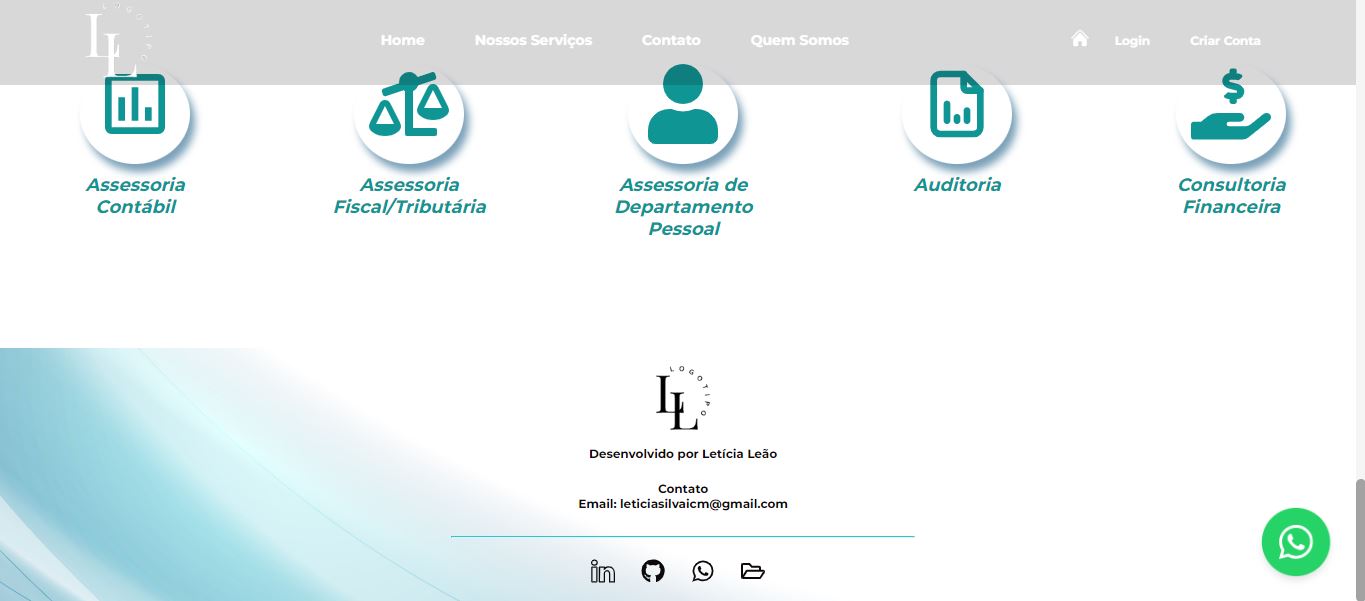 LOGOTIPO
LL
Home Nossos Serviços Contato Quem Somos Login Criar Conta
Assessoria Contábil
Assessoria Fiscal/Tributária
Assessoria de Departamento Pessoal
Auditoria
Consultoria Financeira
LOGOTIPO
LL
Desenvolvido por Letícia Leão
Contato
Email: leticiasilvaicm@gmail.com
in